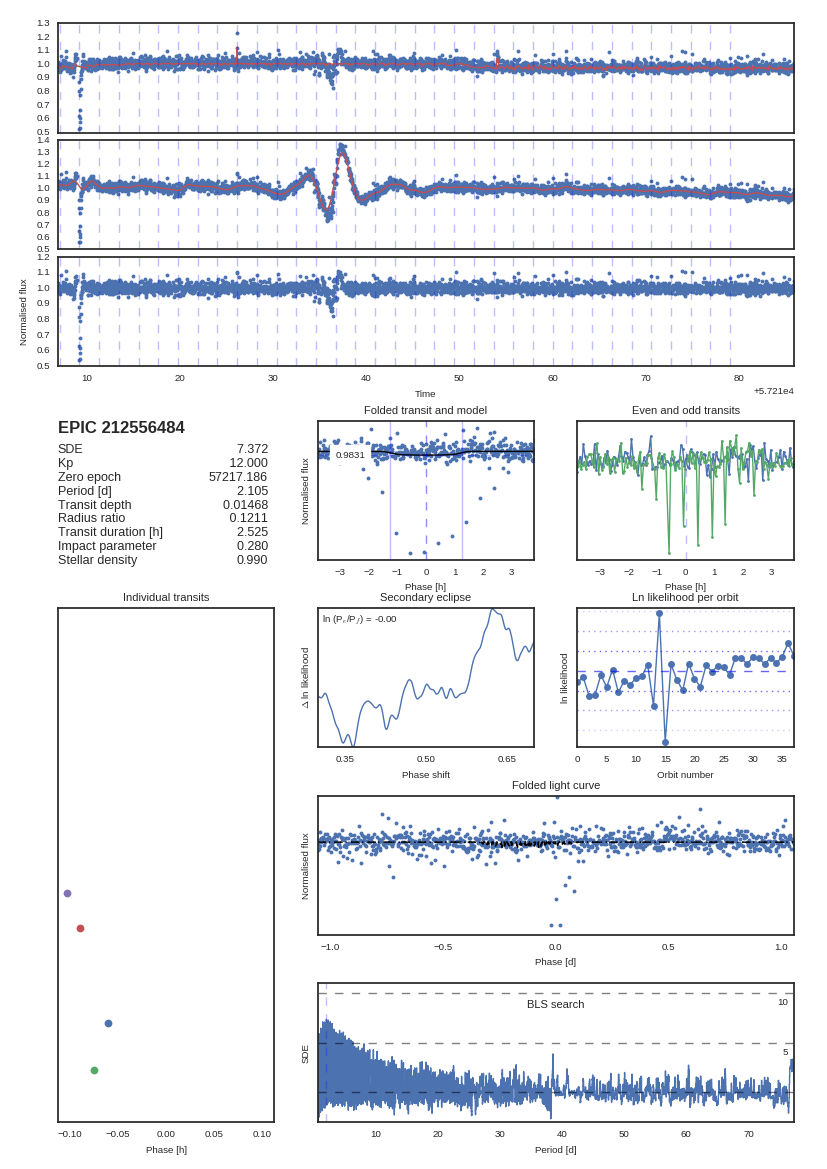 1.3
1.2
1.1
1.0
0.9
0.8
0.7
0.6
0.5
1.4
1.3
1.2
1.1
1.0
0.9
0.8
0.7
0.6
0.5
1.2
1.1
1.0
0.9
0.8
0.7
0.6
0.5
Normalised flux
10 20 30 40 50 60 70 80
Time
+5.721e4
EPIC 212556484
SDE 7.372
Kp 12.000
Zero epoch 57217.186
Period [d] 2.105
Transit depth 0.01468
Radius ratio 0.1211
Transit duration [h] 2.525
Impact parameter 0.280
Stellar density 0.990
Folded transit and model
Normalised flux
0.9831
−3 −2 −1 0 1 2 3
Phase [h]
Even and odd transits
−3 −2 −1 0 1 2 3
Phase [h]
Individual transits
−0.10 −0.05 0.00 0.05 0.10
Phase [h]
Secondary eclipse
Δ ln likelihood
ln (Pₑ/P𝑓) = -0.00
0.35 0.50 0.65
Phase shift
Ln likelihood per orbit
ln likelihood
0 5 10 15 20 25 30 35
Orbit number
Folded light curve
Normalised flux
−1.0 −0.5 0.0 0.5 1.0
Phase [d]
BLS search
SDE
10
5
10 20 30 40 50 60 70
Period [d]